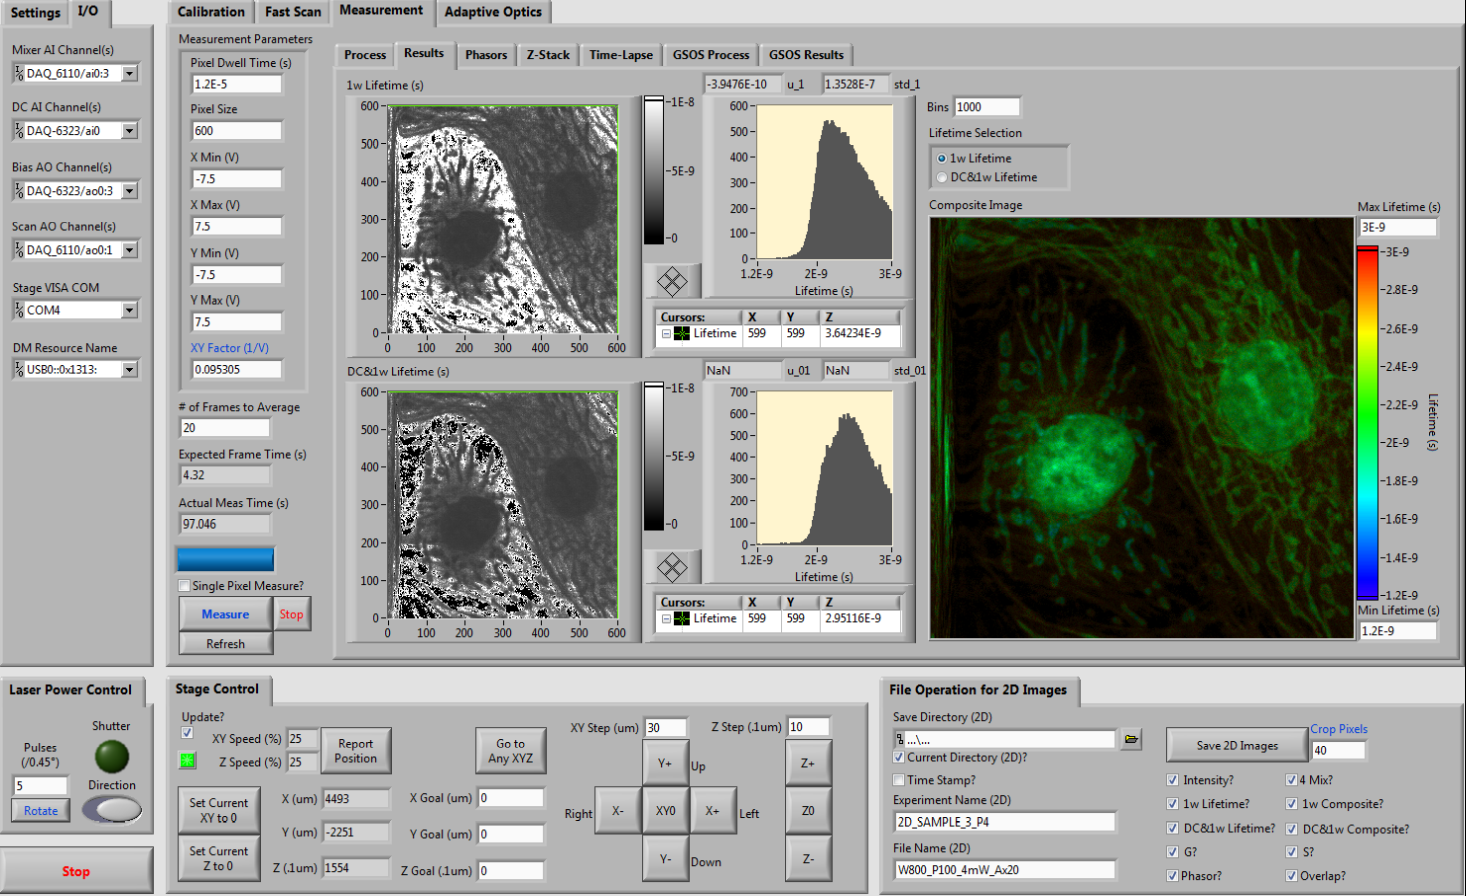 Settings I/O
Mixer AI Channel(s)
DAQ_6110/ai0:3
DC AI Channel(s)
DAQ-6323/ai0
Bias AO Channel(s)
DAQ-6323/ao0:3
Scan AO Channel(s)
DAQ_6110/ao0:1
Stage VISA COM
COM4
DM Resource Name
USB0::0x1313:
Calibration Fast Scan Measurement Adaptive Optics
Measurement Parameters
Pixel Dwell Time (s)
1.2E-5
Pixel Size
600
X Min (V)
-7.5
X Max (V)
7.5
Y Min (V)
-7.5
Y Max (V)
7.5
XY Factor (1/V)
0.095305
# of Frames to Average
20
Expected Frame Time (s)
4.32
Actual Meas Time (s)
97.046
Single Pixel Measure?
Measure Stop
Refresh
Process Results Phasors Z-Stack Time-Lapse GSOS Process GSOS Results
1w Lifetime (s)
600
500
400
300
200
100
0
0 100 200 300 400 500 600
1E-8
5E-9
0
-3.9476E-10 u_1 1.3528E-7 std_1
600
500
400
300
200
100
0
1.2E-9 2E-9 3E-9
Lifetime (s)
Cursors: X Y Z
Lifetime 599 599 3.64234E-9
DC&1w Lifetime (s)
600
500
400
300
200
100
0
0 100 200 300 400 500 600
1E-8
5E-9
0
NaN u_01 NaN std_01
700
600
500
400
300
200
100
0
1.2E-9 2E-9 3E-9
Lifetime (s)
Cursors: X Y Z
Lifetime 599 599 2.95116E-9
Bins 1000
Lifetime Selection
1w Lifetime
DC&1w Lifetime
Composite Image
Max Lifetime (s)
3E-9
3E-9
2.8E-9
2.6E-9
2.4E-9
2.2E-9
2E-9
1.8E-9
1.6E-9
1.4E-9
1.2E-9
Lifetime (s)
Min Lifetime (s)
1.2E-9
Laser Power Control
Shutter
Pulses
(/0.45°)
5
Direction
Rotate
Stop
Stage Control
Update?
XY Speed (%) 25
Z Speed (%) 25
Report
Position
Go to
Any XYZ
Set Current
XY to 0
Set Current
Z to 0
X (um) 4493
Y (um) -2251
Z (.1um) 1554
X Goal (um) 0
Y Goal (um) 0
Z Goal (.1um) 0
XY Step (um) 30
Z Step (.1um) 10
Y+ Up
Right X- XY0 X+ Left
Y- Down
Z+
Z0
Z-
File Operation for 2D Images
Save Directory (2D)
...\...
Current Directory (2D)?
Time Stamp?
Experiment Name (2D)
2D_SAMPLE_3_P4
File Name (2D)
W800_P100_4mW_Ax20
Save 2D Images
Crop Pixels
40
Intensity? 4 Mix?
1w Lifetime? 1w Composite?
DC&1w Lifetime? DC&1w Composite?
G? S?
Phasor? Overlap?